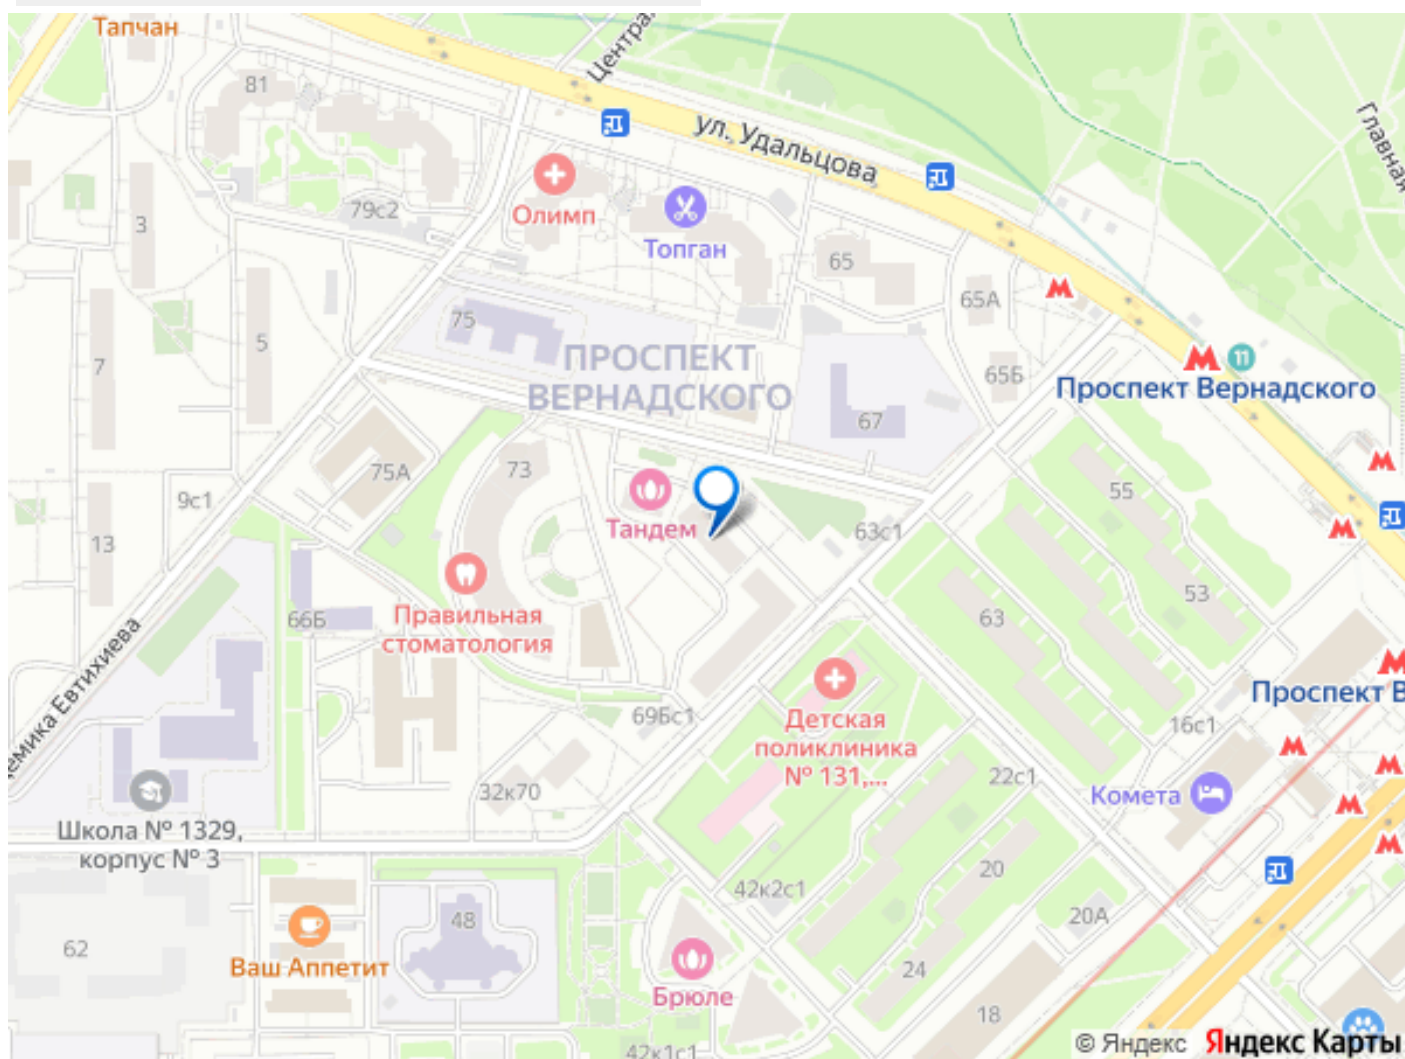 Тапчан
Центра
81
ул. Удальцова
Главная
Олимп
79с2
3
Топган
65
65А
75
5
7
ПРОСПЕКТ
ВЕРНАДСКОГО
11
Проспект Вернадского
65Б
67
73
75А
9с1
Тандем
55
63с1
13
53
63
Правильная
стоматология
66Б
емика Евтихиева
Проспект В
69Бс1
Детская
поликлиника
№ 131,...
16с1
22с1
Комета
32к70
Школа № 1329,
корпус № 3
20
42к2с1
20А
48
62
Ваш Аппетит
24
Брюле
18
42к1с1
© Яндекс Яндекс Карты